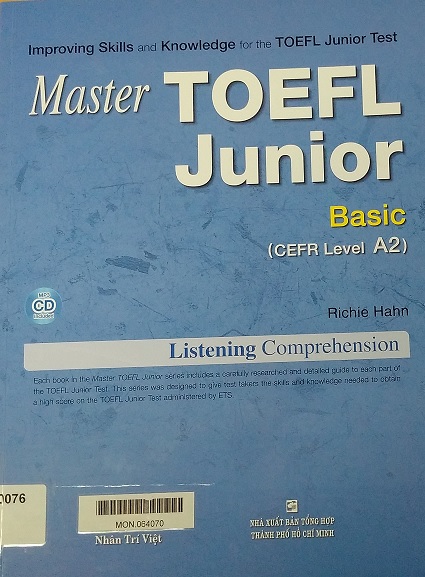 Improving Skills and Knowledge for the TOEFL Junior Test
Master TOEFL
Junior
Basic
(CEFR Level A2)
MP3
CD
Included
Richie Hahn
Listening Comprehension
Each book in the Master TOEFL Junior series includes a carefully researched and detailed guide to each part of
the TOEFL Junior Test. This series was designed to give test takers the skills and knowledge needed to obtain
a high score on the TOEFL Junior Test administered by ETS.
0076
MON.064070
Nhân Trí Việt
NHÀ XUẤT BẢN TỔNG HỢP
THÀNH PHỐ HỒ CHÍ MINH